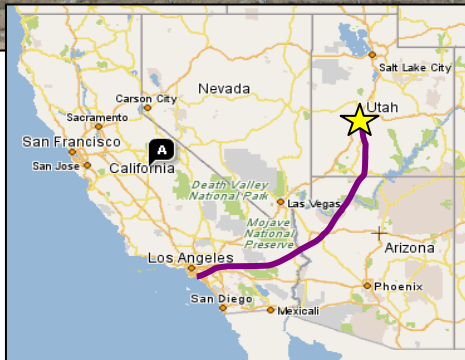 Salt Lake City
Nevada
Carson City
Utah
Sacramento
San Francisco
San Jose
A
California
Death Valley
National Park
Las Vegas
Mojave
National
Preserve
Arizona
Los Angeles
Phoenix
San Diego
Mexicali